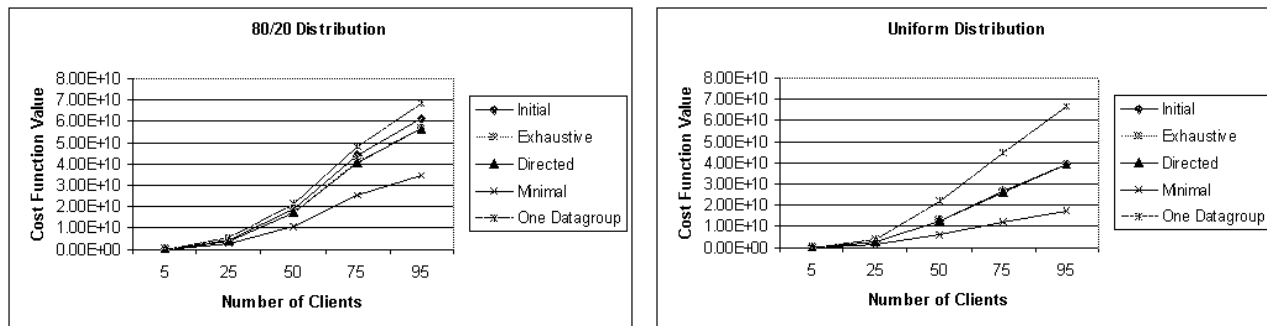 80/20 Distribution
Cost Function Value
8.00E+10
7.00E+10
6.00E+10
5.00E+10
4.00E+10
3.00E+10
2.00E+10
1.00E+10
0.00E+00
5 25 50 75 95
Number of Clients
Initial
Exhaustive
Directed
Minimal
One Datagroup
Uniform Distribution
Cost Function Value
8.00E+10
7.00E+10
6.00E+10
5.00E+10
4.00E+10
3.00E+10
2.00E+10
1.00E+10
0.00E+00
5 25 50 75 95
Number of Clients
Initial
Exhaustive
Directed
Minimal
One Datagroup